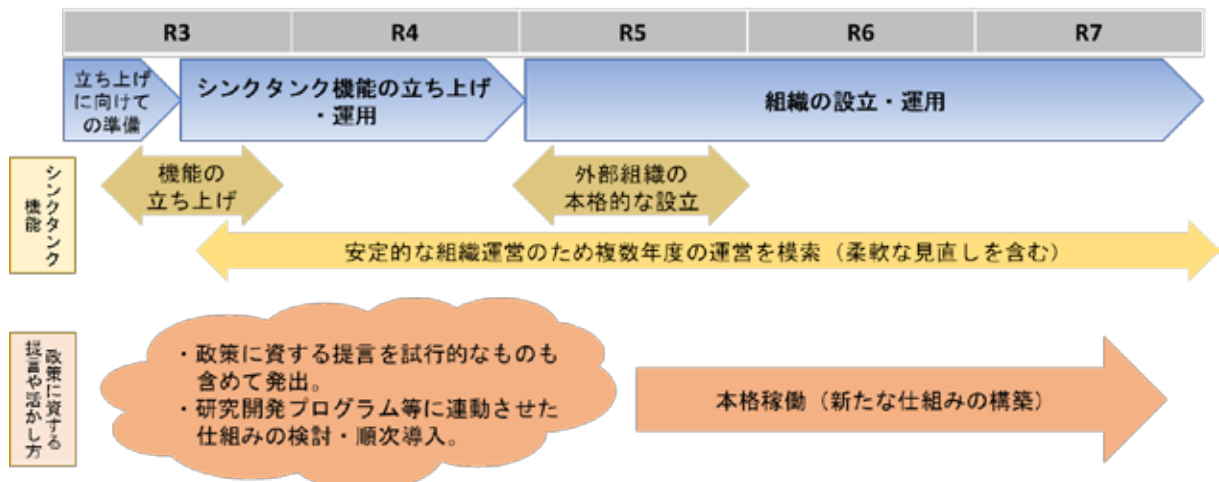 R3
R4
R5
R6
R7
立ち上げ
に向けて
の準備
シンクタンク機能の立ち上げ
・運用
組織の設立・運用
シンクタンク
機能
機能の
立ち上げ
外部組織の
本格的な設立
安定的な組織運営のため複数年度の運営を模索（柔軟な見直しを含む）
政策に資する
提言や活かし方
・政策に資する提言を試行的なものも
含めて発出。
・研究開発プログラム等に連動させた
仕組みの検討・順次導入。
本格稼働（新たな仕組みの構築）